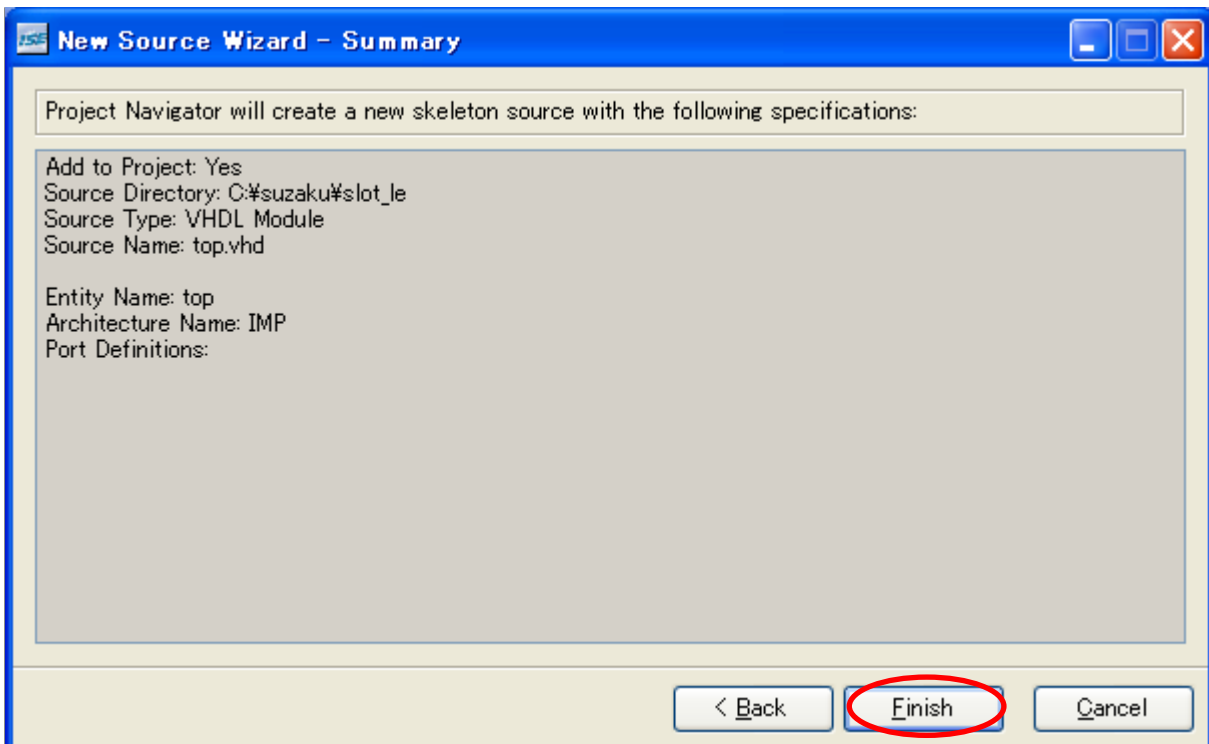 ISE New Source Wizard - Summary
Project Navigator will create a new skeleton source with the following specifications:
Add to Project: Yes
Source Directory: C:¥suzaku¥slot_le
Source Type: VHDL Module
Source Name: top.vhd
Entity Name: top
Architecture Name: IMP
Port Definitions:
< Back Finish Cancel